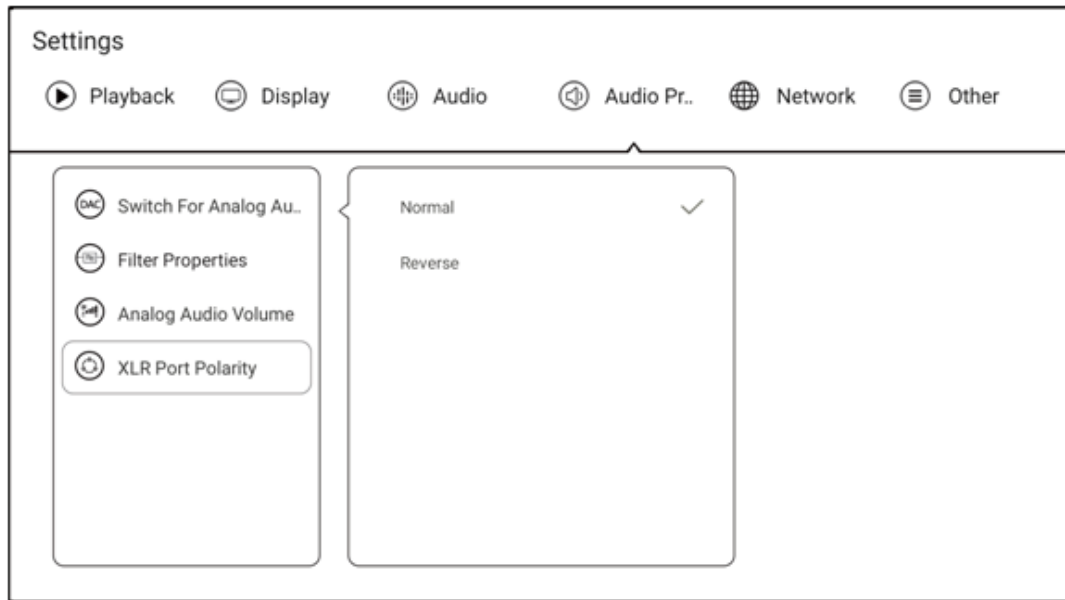 Settings
Playback Display Audio Audio Pr.. Network Other
DAC Switch For Analog Au..
Filter Properties
Analog Audio Volume
XLR Port Polarity
Normal
Reverse